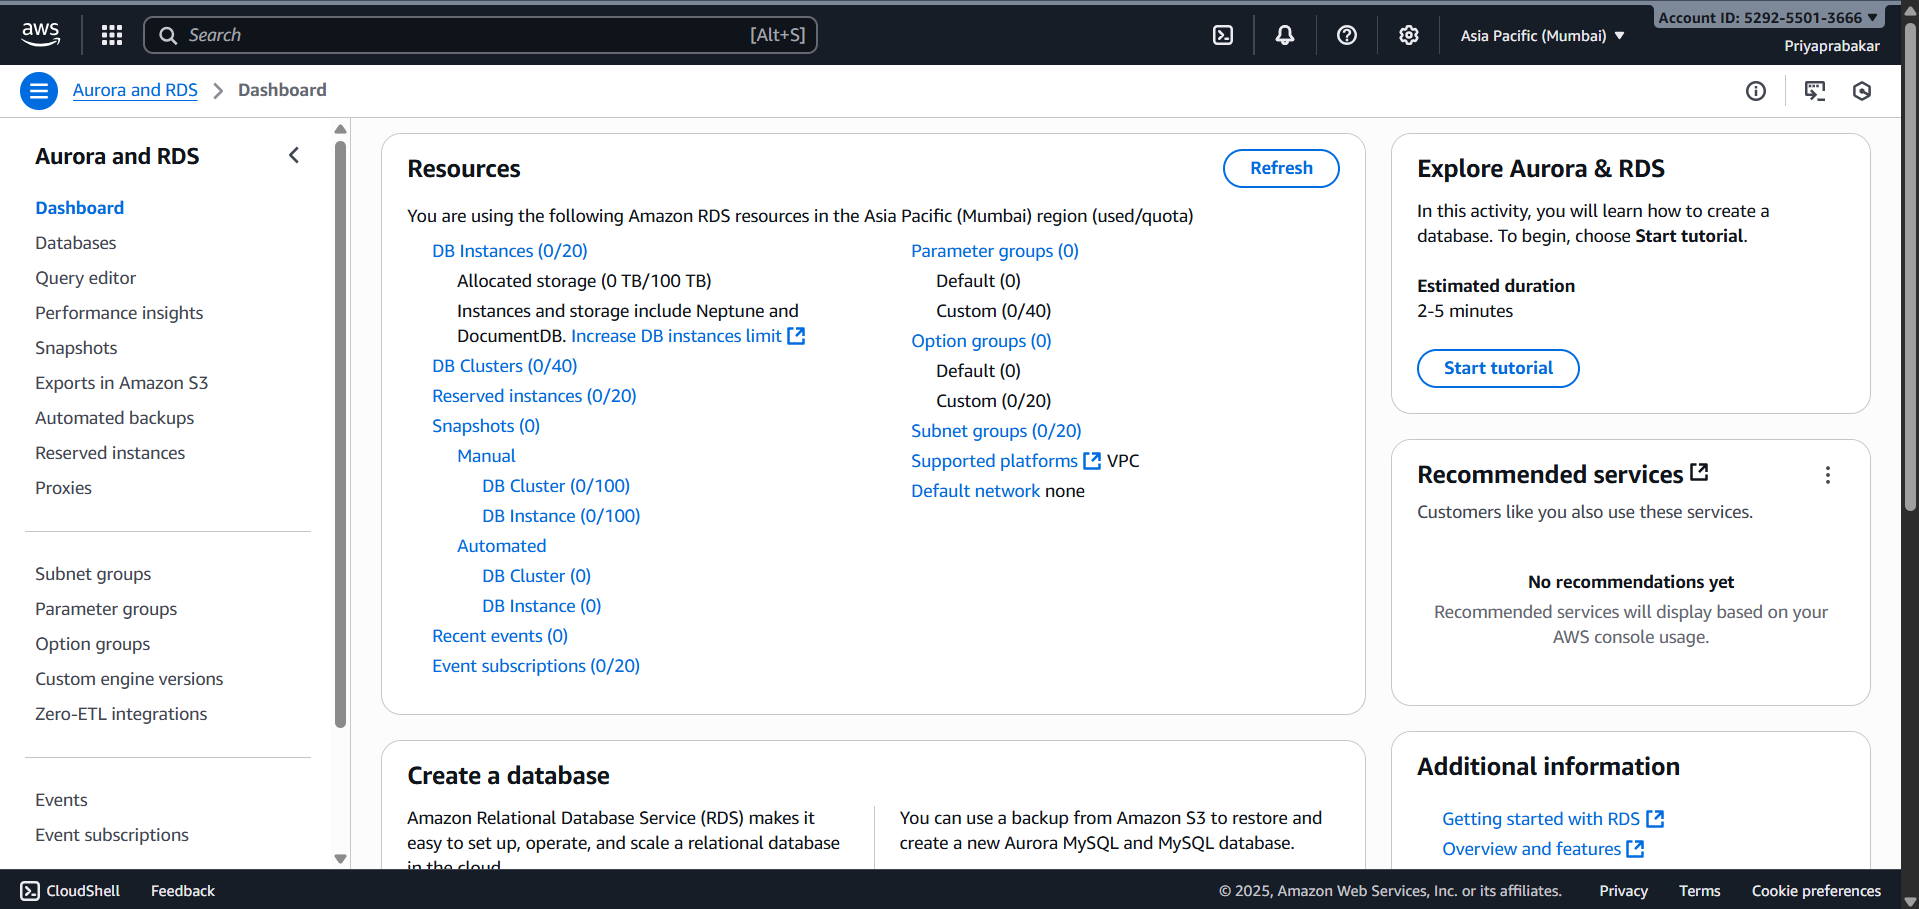 aws
Search
[Alt+S]
Asia Pacific (Mumbai)
Account ID: 5292-5501-3666
Priyaprabakar
Aurora and RDS
Dashboard
Aurora and RDS
Dashboard
Databases
Query editor
Performance insights
Snapshots
Exports in Amazon S3
Automated backups
Reserved instances
Proxies
Subnet groups
Parameter groups
Option groups
Custom engine versions
Zero-ETL integrations
Events
Event subscriptions
Resources
Refresh
You are using the following Amazon RDS resources in the Asia Pacific (Mumbai) region (used/quota)
DB Instances (0/20)
Allocated storage (0 TB/100 TB)
Instances and storage include Neptune and
DocumentDB. Increase DB instances limit
DB Clusters (0/40)
Reserved instances (0/20)
Snapshots (0)
Manual
DB Cluster (0/100)
DB Instance (0/100)
Automated
DB Cluster (0)
DB Instance (0)
Recent events (0)
Event subscriptions (0/20)
Parameter groups (0)
Default (0)
Custom (0/40)
Option groups (0)
Default (0)
Custom (0/20)
Subnet groups (0/20)
Supported platforms VPC
Default network none
Create a database
Amazon Relational Database Service (RDS) makes it
easy to set up, operate, and scale a relational database
in the cloud
You can use a backup from Amazon S3 to restore and
create a new Aurora MySQL and MySQL database.
Explore Aurora & RDS
In this activity, you will learn how to create a
database. To begin, choose Start tutorial.
Estimated duration
2-5 minutes
Start tutorial
Recommended services
Customers like you also use these services.
No recommendations yet
Recommended services will display based on your
AWS console usage.
Additional information
Getting started with RDS
Overview and features
CloudShell
Feedback
© 2025, Amazon Web Services, Inc. or its affiliates.
Privacy
Terms
Cookie preferences